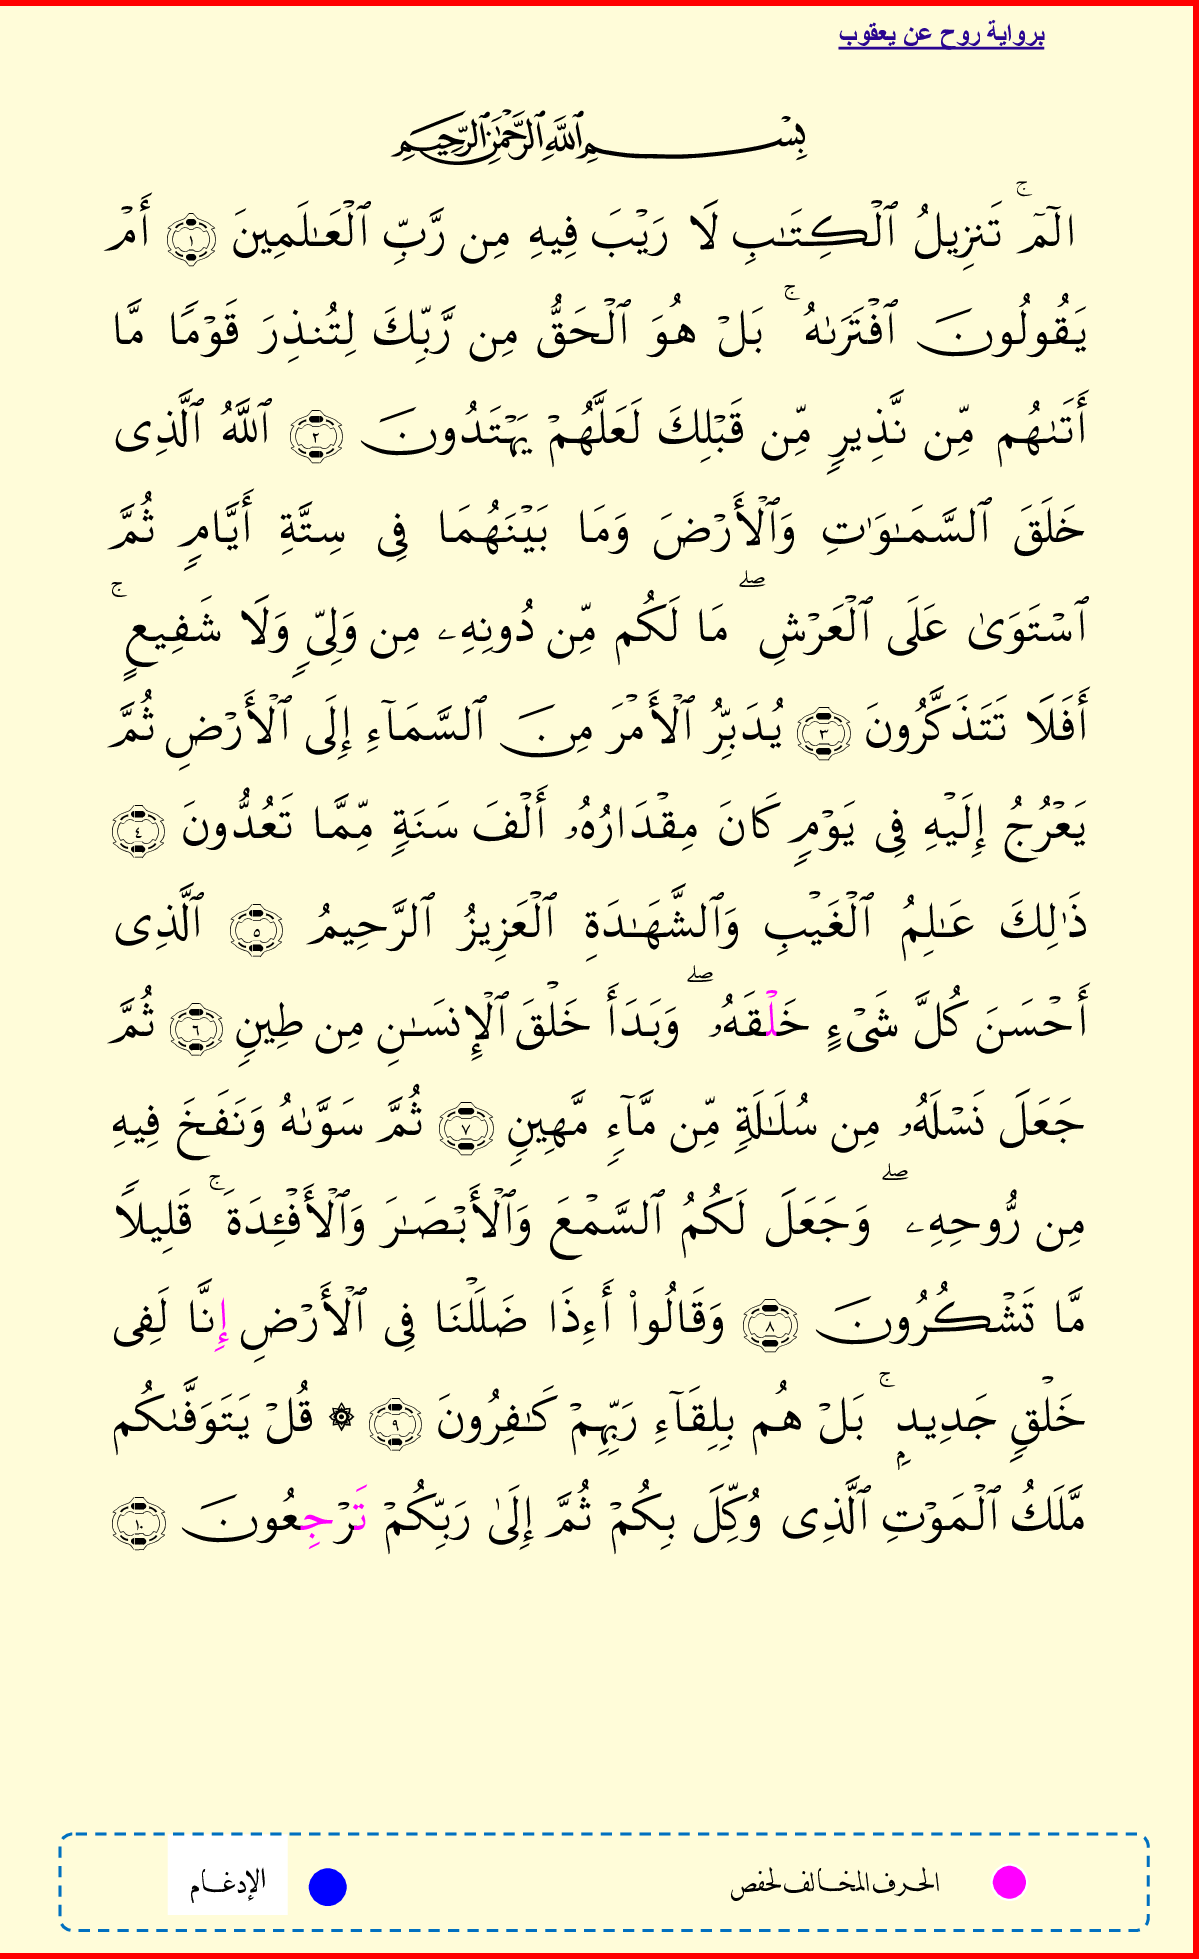 برواية روح عن يعقوب
بِسْمِ ٱللَّهِ ٱلرَّحْمَٰنِ ٱلرَّحِيمِ
الٓمٓ ۚ تَنزِيلُ ٱلْكِتَـٰبِ لَا رَيْبَ فِيهِ مِن رَّبِّ ٱلْعَـٰلَمِينَ ١ أَمْ
يَقُولُونَ ٱفْتَرَىٰهُ ۚ بَلْ هُوَ ٱلْحَقُّ مِن رَّبِّكَ لِتُنذِرَ قَوْمًا مَّا
أَتَىٰهُم مِّن نَّذِيرٍ مِّن قَبْلِكَ لَعَلَّهُمْ يَهْتَدُونَ ٢ ٱللَّهُ ٱلَّذِى
خَلَقَ ٱلسَّمَـٰوَٰتِ وَٱلْأَرْضَ وَمَا بَيْنَهُمَا فِى سِتَّةِ أَيَّامٍ ثُمَّ
ٱسْتَوَىٰ عَلَى ٱلْعَرْشِ ۖ مَا لَكُم مِّن دُونِهِۦ مِن وَلِىٍّ وَلَا شَفِيعٍ ۚ
أَفَلَا تَتَذَكَّرُونَ ٣ يُدَبِّرُ ٱلْأَمْرَ مِنَ ٱلسَّمَآءِ إِلَى ٱلْأَرْضِ ثُمَّ
يَعْرُجُ إِلَيْهِ فِى يَوْمٍ كَانَ مِقْدَارُهُۥ أَلْفَ سَنَةٍ مِّمَّا تَعُدُّونَ ٤
ذَٰلِكَ عَـٰلِمُ ٱلْغَيْبِ وَٱلشَّهَـٰدَةِ ٱلْعَزِيزُ ٱلرَّحِيمُ ٥ ٱلَّذِى
أَحْسَنَ كُلَّ شَىْءٍ خَلْقَهُۥ ۖ وَبَدَأَ خَلْقَ ٱلْإِنسَـٰنِ مِن طِينٍ ٦ ثُمَّ
جَعَلَ نَسْلَهُۥ مِن سُلَـٰلَةٍ مِّن مَّآءٍ مَّهِينٍ ٧ ثُمَّ سَوَّىٰهُ وَنَفَخَ فِيهِ
مِن رُّوحِهِۦ ۖ وَجَعَلَ لَكُمُ ٱلسَّمْعَ وَٱلْأَبْصَـٰرَ وَٱلْأَفْـِٔدَةَ ۚ قَلِيلًا
مَّا تَشْكُرُونَ ٨ وَقَالُوا۟ أَءِذَا ضَلَلْنَا فِى ٱلْأَرْضِ إِنَّا لَفِى
خَلْقٍ جَدِيدٍۭ ۚ بَلْ هُم بِلِقَآءِ رَبِّهِمْ كَـٰفِرُونَ ٩ ۞ قُلْ يَتَوَفَّىٰكُم
مَّلَكُ ٱلْمَوْتِ ٱلَّذِى وُكِّلَ بِكُمْ ثُمَّ إِلَىٰ رَبِّكُمْ تَرْجِعُونَ ١٠
الحرف المخالف لحفص
الإدغام